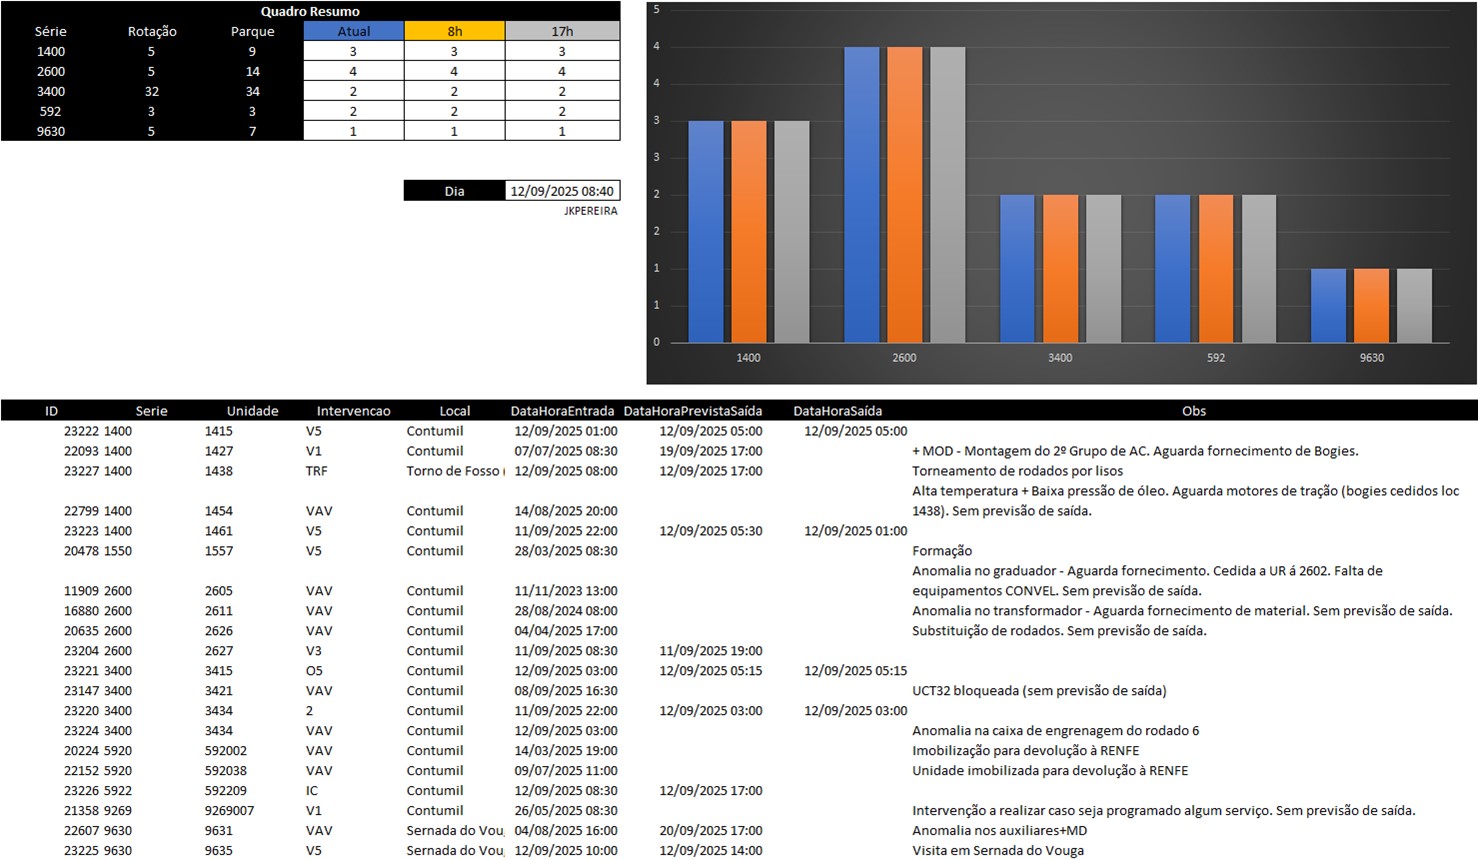 Quadro Resumo
Série Rotação Parque Atual 8h 17h
1400 5 9 3 3 3
2600 5 14 4 4 4
3400 32 34 2 2 2
592 3 3 2 2 2
9630 5 7 1 1 1
Dia 12/09/2025 08:40
JKPEREIRA
5
4
4
3
3
2
2
1
1
0
1400 2600 3400 592 9630
ID Serie Unidade Intervencao Local DataHoraEntrada DataHoraPrevistaSaída DataHoraSaída Obs
23222 1400 1415 V5 Contumil 12/09/2025 01:00 12/09/2025 05:00 12/09/2025 05:00
22093 1400 1427 V1 Contumil 07/07/2025 08:30 19/09/2025 17:00 + MOD - Montagem do 2º Grupo de AC. Aguarda fornecimento de Bogies.
23227 1400 1438 TRF Torno de Fosso ( 12/09/2025 08:00 12/09/2025 17:00 Torneamento de rodados por lisos
Alta temperatura + Baixa pressão de óleo. Aguarda motores de tração (bogies cedidos loc
22799 1400 1454 VAV Contumil 14/08/2025 20:00 1438). Sem previsão de saída.
23223 1400 1461 V5 Contumil 11/09/2025 22:00 12/09/2025 05:30 12/09/2025 01:00
20478 1550 1557 V5 Contumil 28/03/2025 08:30 Formação
Anomalia no graduador - Aguarda fornecimento. Cedida a UR á 2602. Falta de
11909 2600 2605 VAV Contumil 11/11/2023 13:00 equipamentos CONVEL. Sem previsão de saída.
16880 2600 2611 VAV Contumil 28/08/2024 08:00 Anomalia no transformador - Aguarda fornecimento de material. Sem previsão de saída.
20635 2600 2626 VAV Contumil 04/04/2025 17:00 Substituição de rodados. Sem previsão de saída.
23204 2600 2627 V3 Contumil 11/09/2025 08:30 11/09/2025 19:00
23221 3400 3415 O5 Contumil 12/09/2025 03:00 12/09/2025 05:15 12/09/2025 05:15
23147 3400 3421 VAV Contumil 08/09/2025 16:30 UCT32 bloqueada (sem previsão de saída)
23220 3400 3434 2 Contumil 11/09/2025 22:00 12/09/2025 03:00 12/09/2025 03:00
23224 3400 3434 VAV Contumil 12/09/2025 03:00 Anomalia na caixa de engrenagem do rodado 6
20224 5920 592002 VAV Contumil 14/03/2025 19:00 Imobilização para devolução à RENFE
22152 5920 592038 VAV Contumil 09/07/2025 11:00 Unidade imobilizada para devolução à RENFE
23226 5922 592209 IC Contumil 12/09/2025 08:30 12/09/2025 17:00
21358 9269 9269007 V1 Contumil 26/05/2025 08:30 Intervenção a realizar caso seja programado algum serviço. Sem previsão de saída.
22607 9630 9631 VAV Sernada do Voug 04/08/2025 16:00 20/09/2025 17:00 Anomalia nos auxiliares+MD
23225 9630 9635 V5 Sernada do Voug 12/09/2025 10:00 12/09/2025 14:00 Visita em Sernada do Vouga